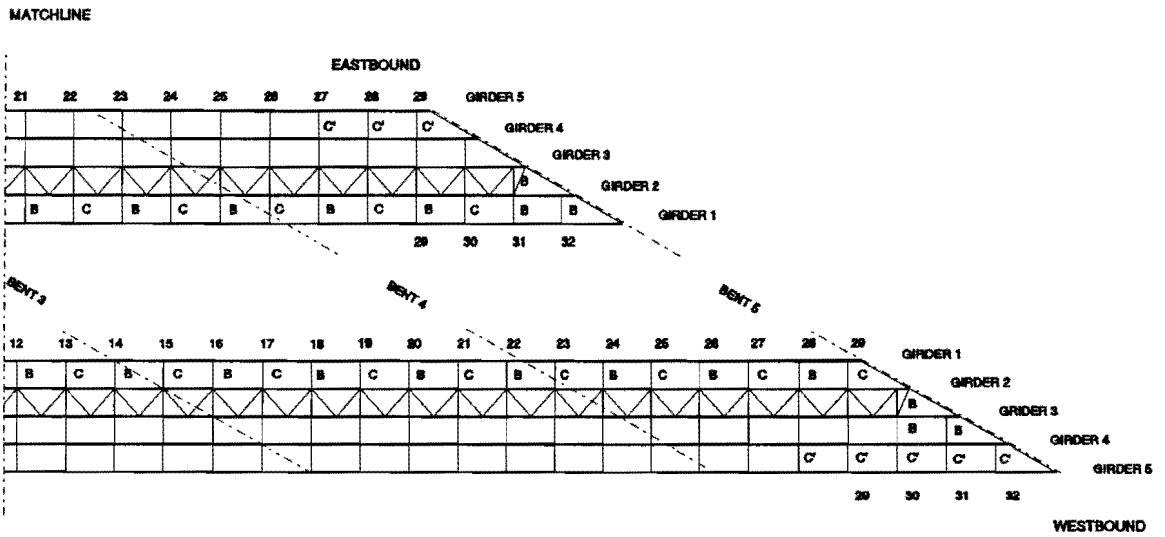 MATCHLINE
EASTBOUND
21 22 23 24 25 26 27 28 29 GIRDER 5
C' C' C' GIRDER 4
GIRDER 3
B GIRDER 2
B C B C B C B C B C B B GIRDER 1
29 30 31 32
BENT 3 BENT 4 BENT 5
12 13 14 15 16 17 18 19 20 21 22 23 24 25 26 27 28 29 GIRDER 1
B C B C B C B C B C B C B C B C B C GIRDER 2
B GRIDER 3
B B GIRDER 4
C' C' C' C' C' GIRDER 5
29 30 31 32
WESTBOUND